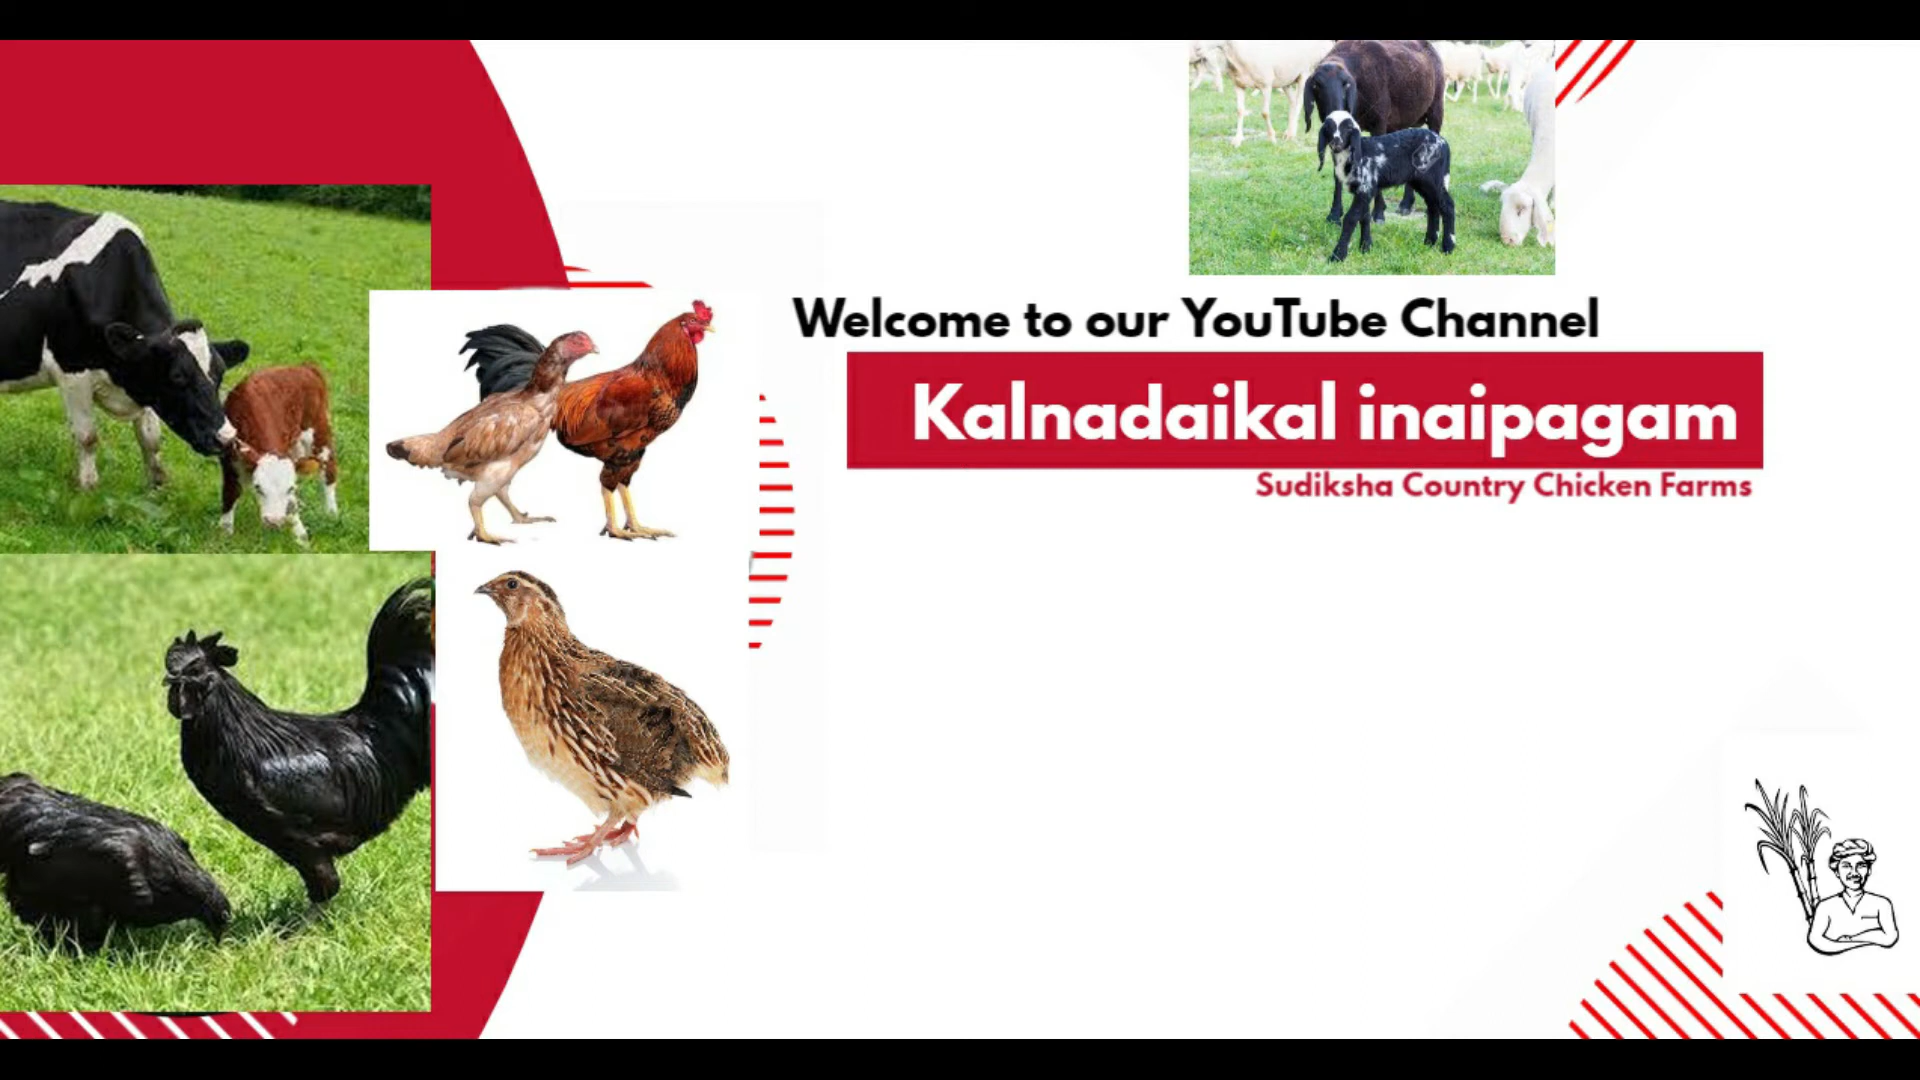 Welcome to our YouTube Channel
Kalnadaikal inaipagam
Sudiksha Country Chicken Farms